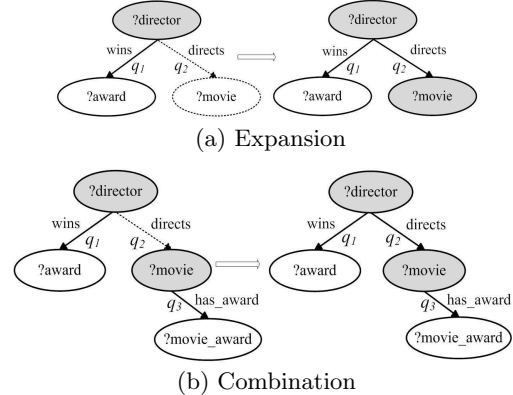 ?director ?director
wins directs wins directs
q1 q2 q1 q2
?award ?movie ?award ?movie
(a) Expansion
?director ?director
wins directs wins directs
q1 q2 q1 q2
?award ?movie ?award ?movie
q3 has_award q3 has_award
?movie_award ?movie_award
(b) Combination